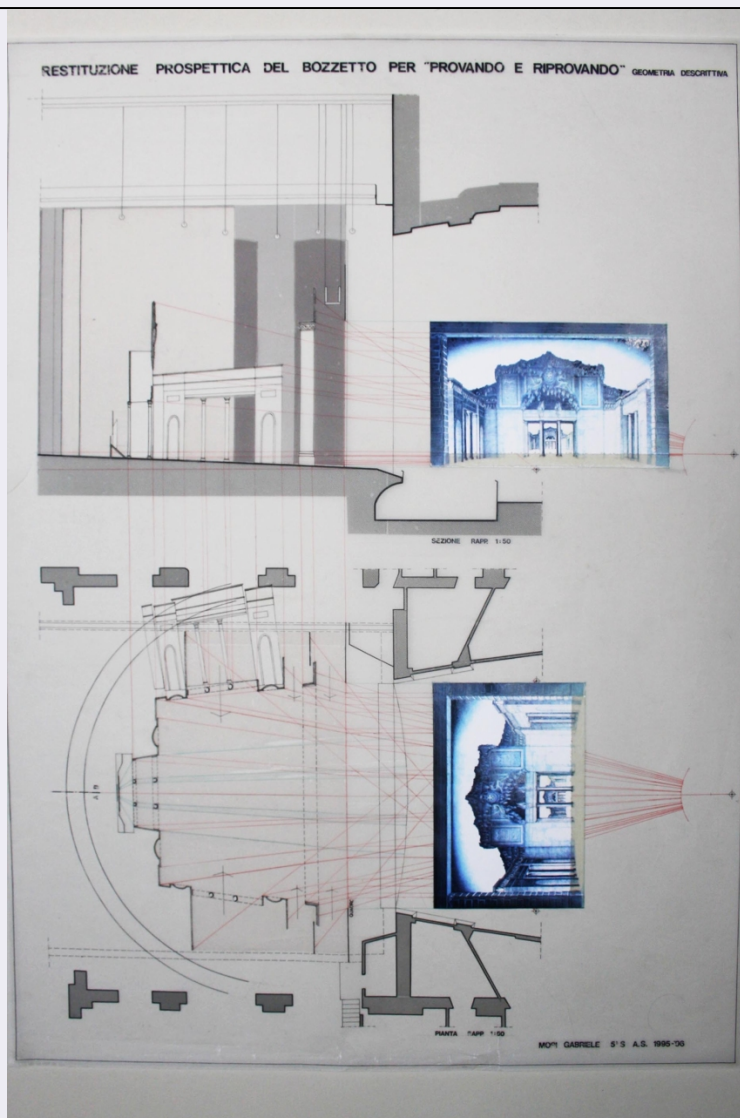 RESTITUZIONE PROSPETTICA DEL BOZZETTO PER "PROVANDO E RIPROVANDO" GEOMETRIA DESCRITTIVA
SEZIONE RAPP. 1:50
PIANTA RAPP. 1:50
GABRIELE A.S. 1995-96